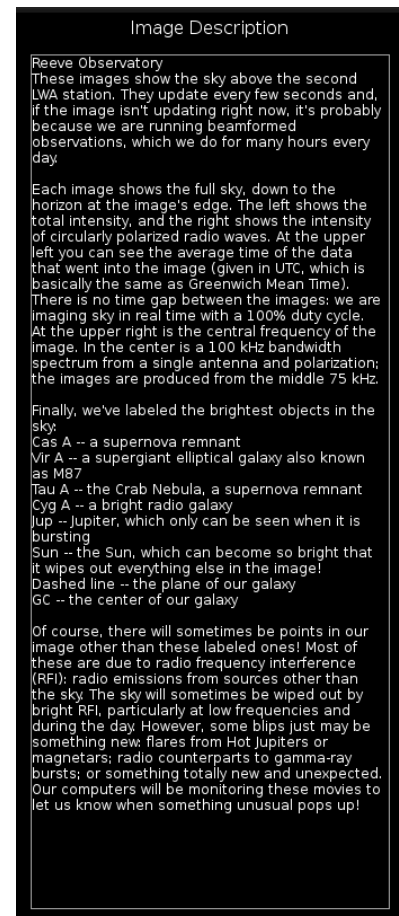 Image Description
Reeve Observatory
These images show the sky above the second
LWA station. They update every few seconds and,
if the image isn't updating right now, it's probably
because we are running beamformed
observations, which we do for many hours every
day.
Each image shows the full sky, down to the
horizon at the image's edge. The left shows the
total intensity, and the right shows the intensity
of circularly polarized radio waves. At the upper
left you can see the average time of the data
that went into the image (given in UTC, which is
basically the same as Greenwich Mean Time).
There is no time gap between the images: we are
imaging sky in real time with a 100% duty cycle.
At the upper right is the central frequency of the
image. In the center is a 100 kHz bandwidth
spectrum from a single antenna and polarization;
the images are produced from the middle 75 kHz.
Finally, we've labeled the brightest objects in the
sky:
Cas A -- a supernova remnant
Vir A -- a supergiant elliptical galaxy also known
as M87
Tau A -- the Crab Nebula, a supernova remnant
Cyg A -- a bright radio galaxy
Jup -- Jupiter, which only can be seen when it is
bursting
Sun -- the Sun, which can become so bright that
it wipes out everything else in the image!
Dashed line -- the plane of our galaxy
GC -- the center of our galaxy
Of course, there will sometimes be points in our
image other than these labeled ones! Most of
these are due to radio frequency interference
(RFI): radio emissions from sources other than
the sky. The sky will sometimes be wiped out by
bright RFI, particularly at low frequencies and
during the day. However, some blips just may be
something new: flares from Hot Jupiters or
magnetars; radio counterparts to gamma-ray
bursts; or something totally new and unexpected.
Our computers will be monitoring these movies to
let us know when something unusual pops up!